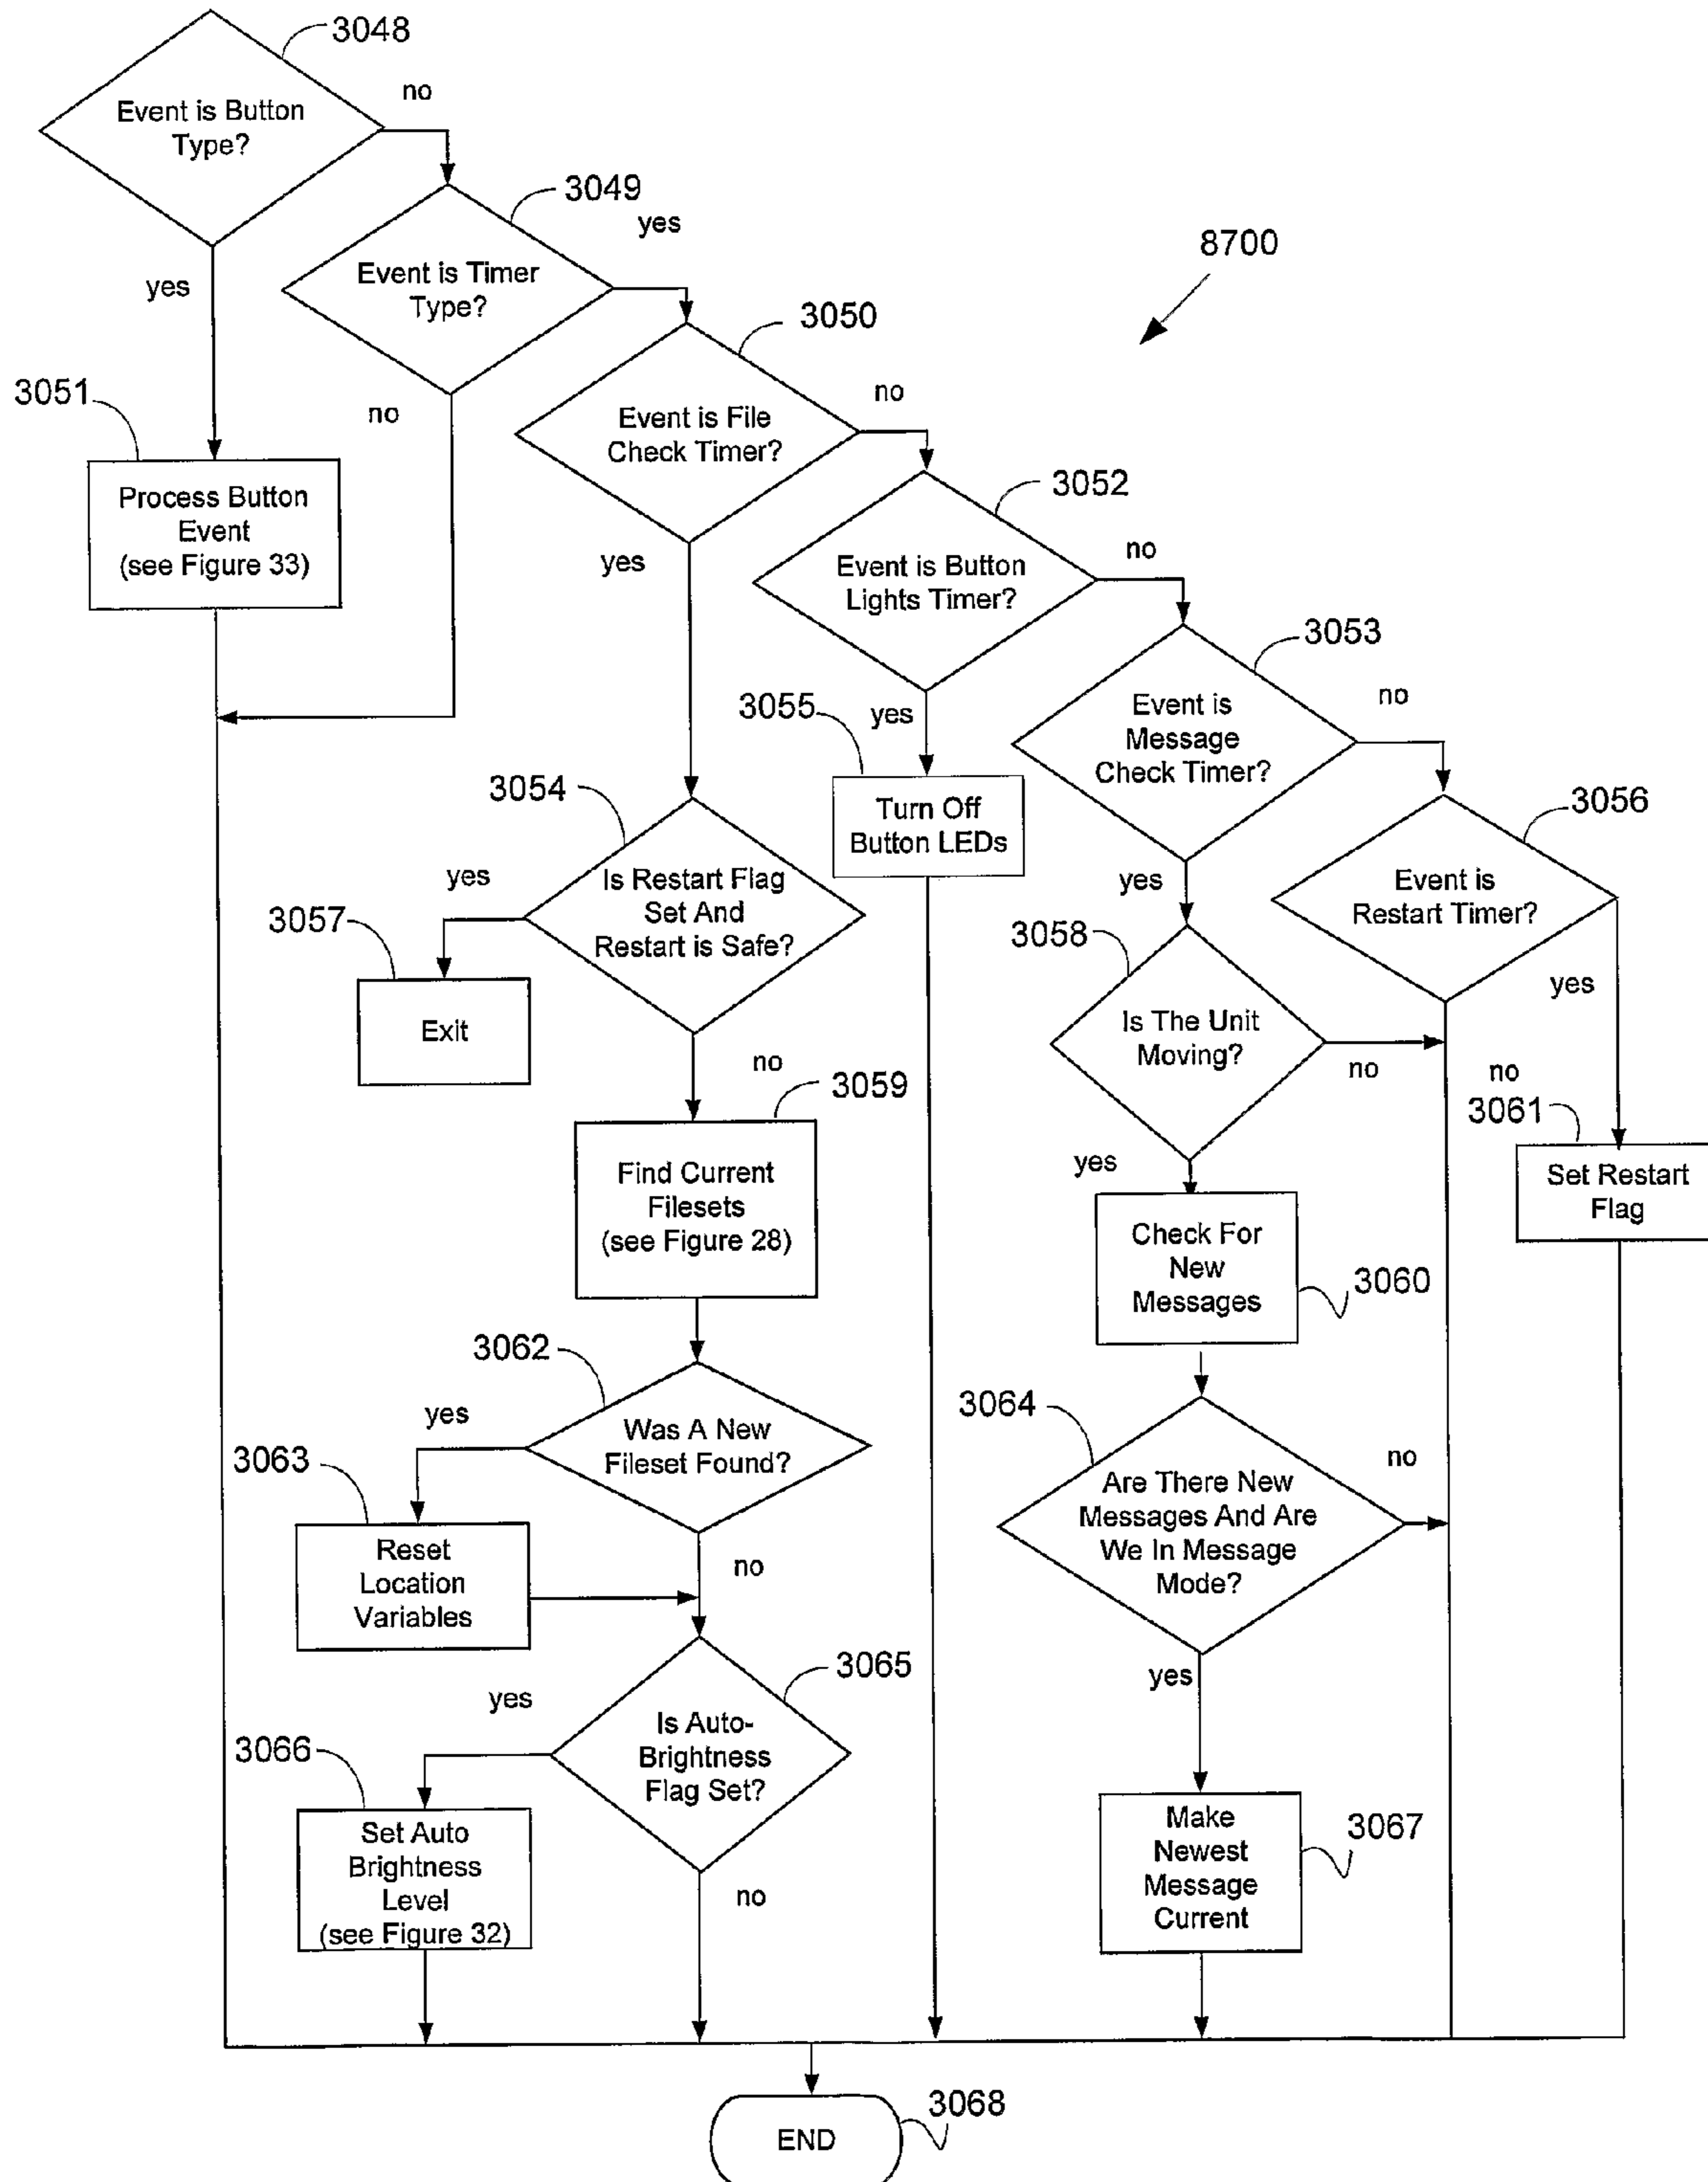 3048
Event is Button
Type?
no
yes
3049
Event is Timer
Type?
yes
no
8700
3050
Event is File
Check Timer?
no
yes
3051
Process Button
Event
(see Figure 33)
3052
Event is Button
Lights Timer?
no
yes
3053
Event is
Message
Check Timer?
no
yes
3055
Turn Off
Button LEDs
3054
Is Restart Flag
Set And
Restart is Safe?
yes
no
3056
Event is
Restart Timer?
yes
no
3057
Exit
3058
Is The Unit
Moving?
no
yes
3061
Set Restart
Flag
3059
Find Current
Filesets
(see Figure 28)
3060
Check For
New
Messages
3062
Was A New
Fileset Found?
yes
no
3063
Reset
Location
Variables
3064
Are There New
Messages And Are
We In Message
Mode?
no
yes
3065
Is Auto-
Brightness
Flag Set?
yes
no
3066
Set Auto
Brightness
Level
(see Figure 32)
3067
Make
Newest
Message
Current
3068
END